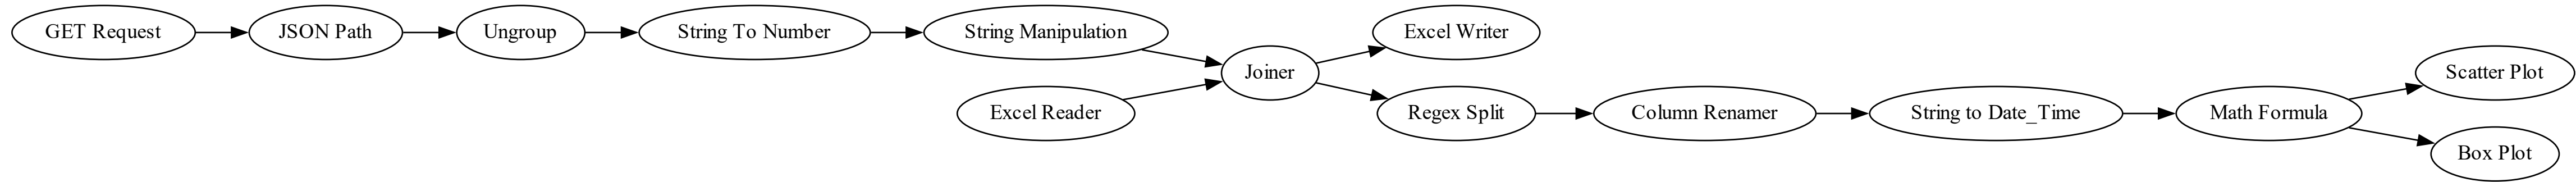 GET Request
JSON Path
Ungroup
String To Number
String Manipulation
Excel Reader
Joiner
Excel Writer
Regex Split
Column Renamer
String to Date_Time
Math Formula
Scatter Plot
Box Plot